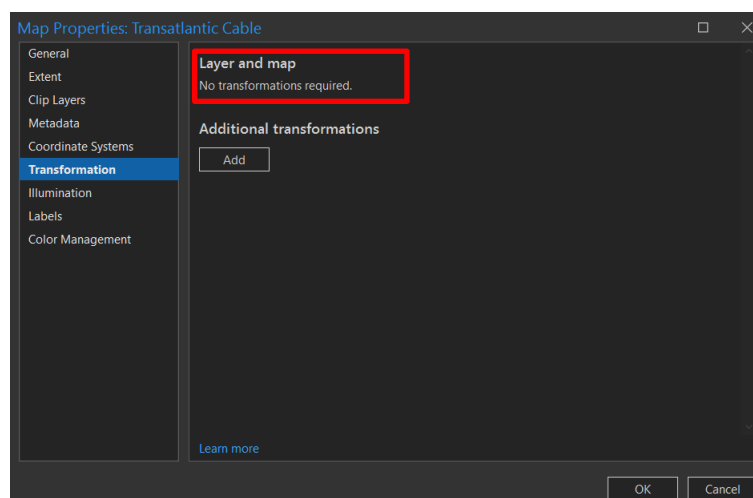 Map Properties: Transatlantic Cable
General
Extent
Clip Layers
Metadata
Coordinate Systems
Transformation
Illumination
Labels
Color Management
Layer and map
No transformations required.
Additional transformations
Add
Learn more
OK
Cancel